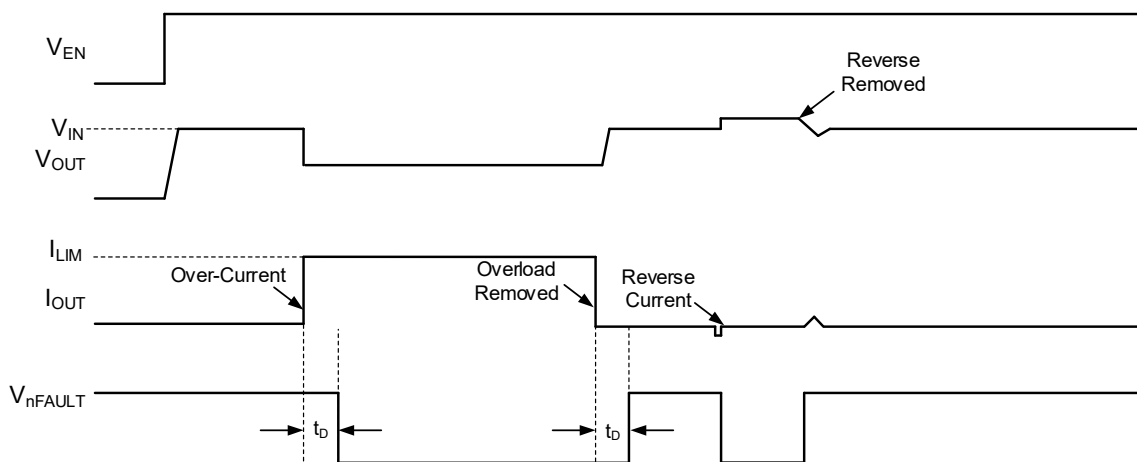 VEN
Reverse
Removed
VIN
VOUT
ILIM
Over-Current
Overload
Removed
Reverse
Current
IOUT
VnFAULT
tD
tD